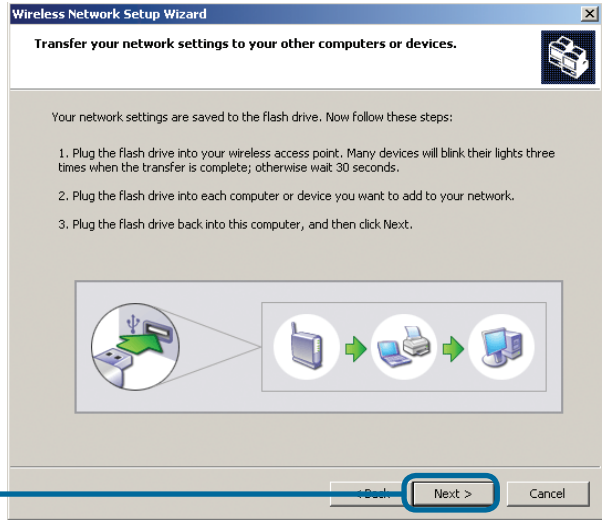 Wireless Network Setup Wizard
Transfer your network settings to your other computers or devices.
Your network settings are saved to the flash drive. Now follow these steps:
1. Plug the flash drive into your wireless access point. Many devices will blink their lights three
times when the transfer is complete; otherwise wait 30 seconds.
2. Plug the flash drive into each computer or device you want to add to your network.
3. Plug the flash drive back into this computer, and then click Next.
< Back Next > Cancel